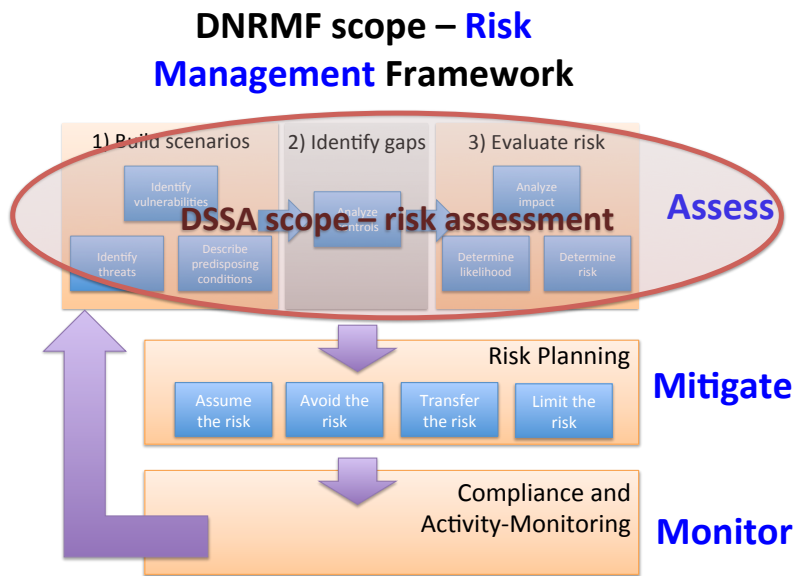 DNRMF scope – Risk
Management Framework
1) Build scenarios
2) Identify gaps
3) Evaluate risk
Identify
vulnerabilities
Identify
threats
Describe
predisposing
conditions
Analyze
controls
Analyze
impact
Determine
likelihood
Determine
risk
DSSA scope – risk assessment
Assess
Risk Planning
Assume
the risk
Avoid the
risk
Transfer
the risk
Limit the
risk
Mitigate
Compliance and
Activity-Monitoring
Monitor